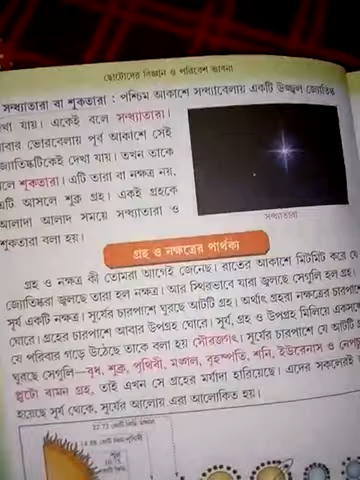 ছোটোদের বিজ্ঞান ও পরিবেশ ভাবনা
সন্ধ্যাতারা বা শুকতারা : পশ্চিম আকাশে সন্ধ্যাবেলায় একটি উজ্জ্বল জ্যোতিষ্ক
খা যায়। একেই বলে সন্ধ্যাতারা।
আবার ভোরবেলায় পূর্ব আকাশে সেই
জ্যোতিষ্কটিকেই দেখা যায়। তখন তাকে
বলে শুকতারা। এটি তারা বা নক্ষত্র নয়,
এটি আসলে শুক্র গ্রহ। একই গ্রহকে
আলাদা আলাদ সময়ে সন্ধ্যাতারা ও
শুকতারা বলা হয়।
সন্ধ্যাতারা
গ্রহ ও নক্ষত্রের পার্থক্য
গ্রহ ও নক্ষত্র কী তোমরা আগেই জেনেছ। রাতের আকাশে মিটমিট করে যে
জ্যোতিষ্করা জ্বলছে তারা হল নক্ষত্র। আর স্থিরভাবে যারা জ্বলছে সেগুলি হল গ্রহ।
সূর্য একটি নক্ষত্র। সূর্যের চারপাশে ঘুরছে আটটি গ্রহ। অর্থাৎ গ্রহরা নক্ষত্রের চারপাশে
ঘোরে। গ্রহের চারপাশে আবার উপগ্রহ ঘোরে। সূর্য, গ্রহ ও উপগ্রহ মিলিয়ে একসঙ্গে
যে পরিবার গড়ে উঠেছে তাকে বলা হয় সৌরজগৎ। সূর্যের চারপাশে যে আটটি
ঘুরছে সেগুলি—বুধ, শুক্র, পৃথিবী, মঙ্গল, বৃহস্পতি, শনি, ইউরেনাস ও নেপচু
প্লুটো বামন গ্রহ, তাই এখন সে গ্রহের মর্যাদা হারিয়েছে। এদের সকলেরই
হয়েছে সূর্য থেকে, সূর্যের আলোয় এরা আলোকিত হয়।